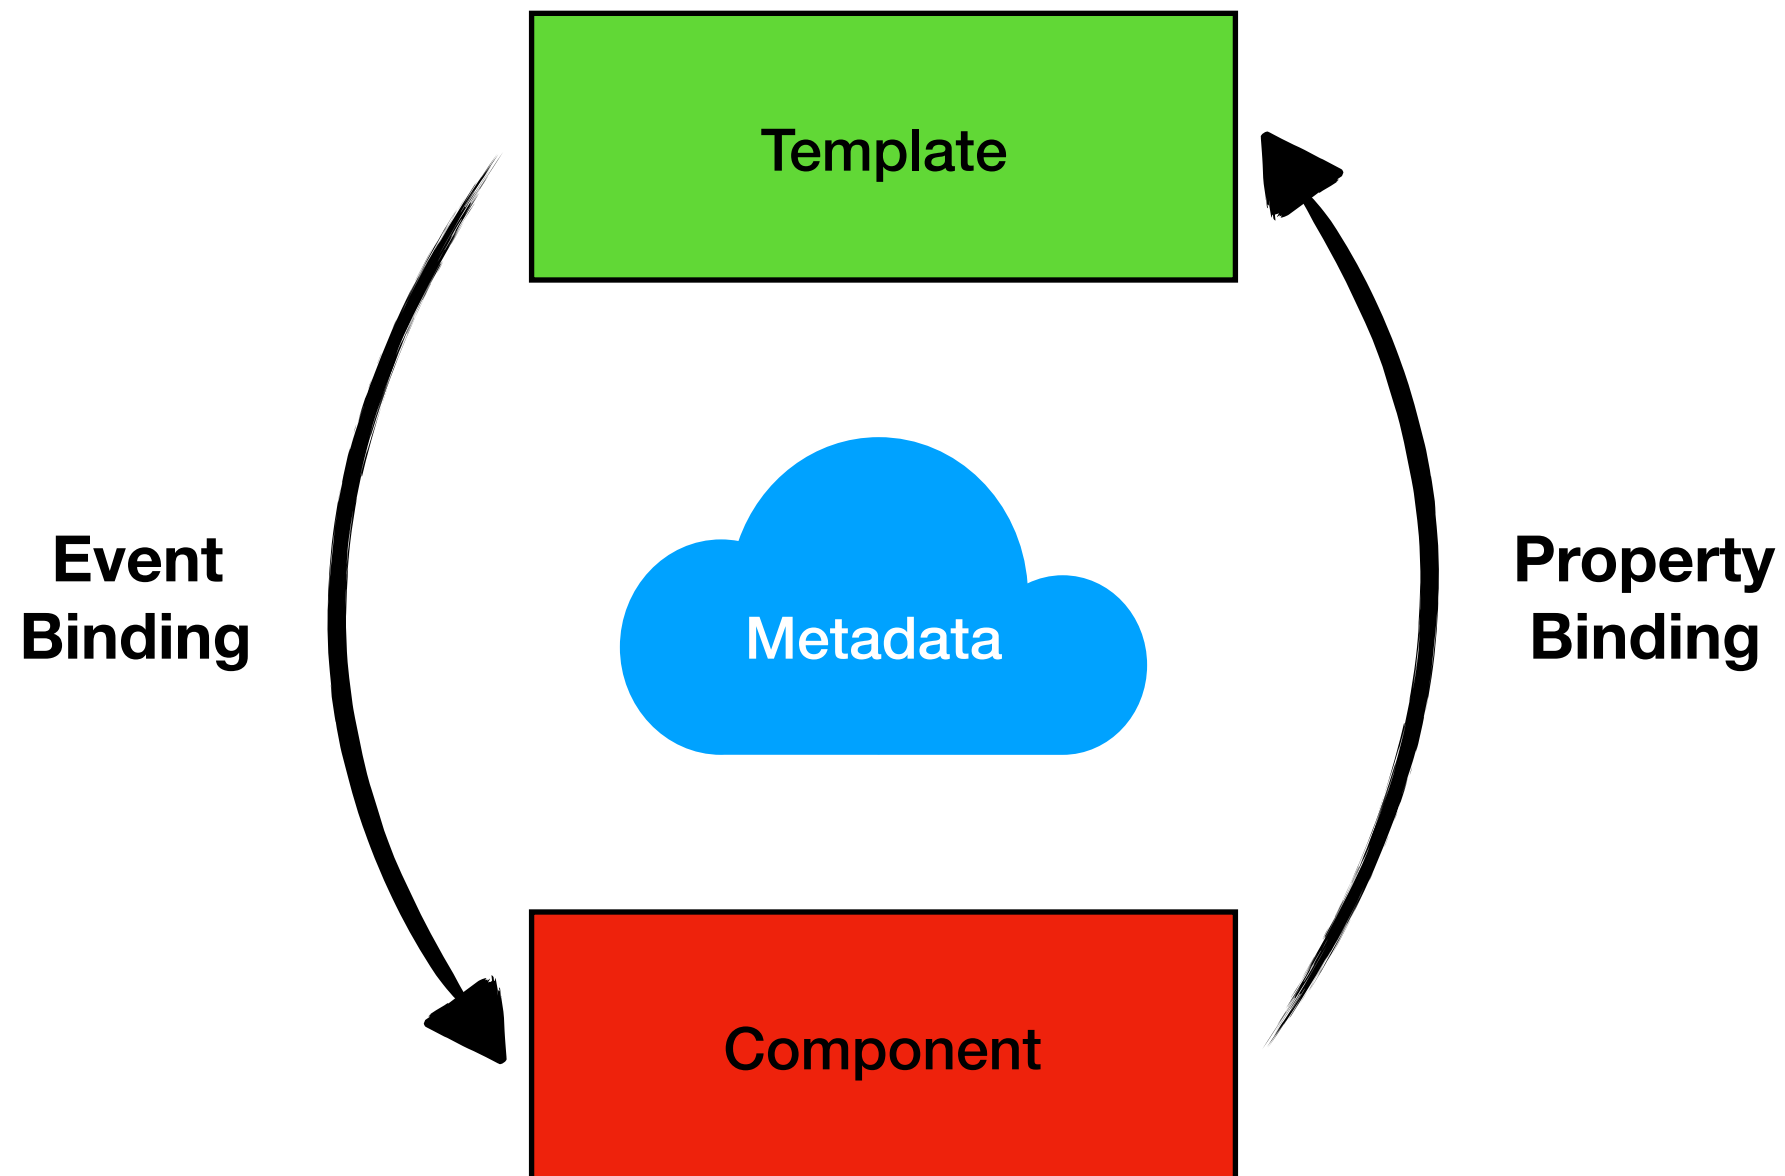 Template
Event
Binding
Metadata
Property
Binding
Component